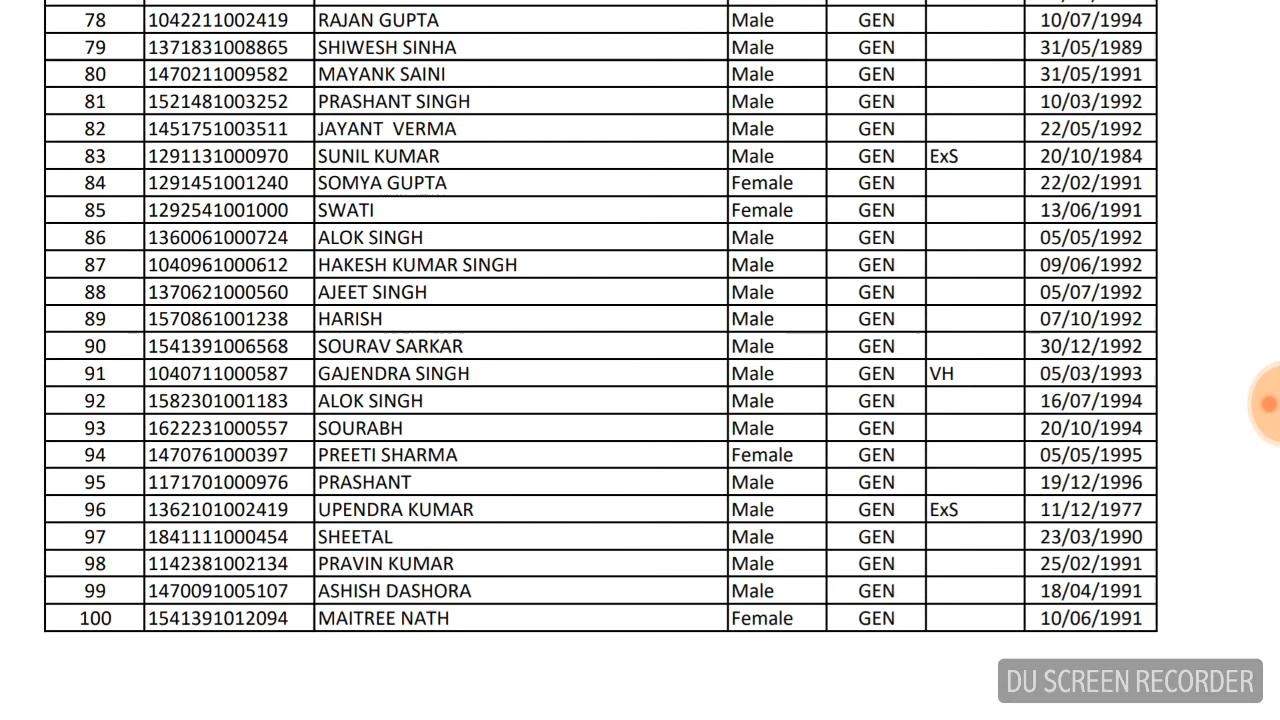 78 1042211002419 RAJAN GUPTA Male GEN 10/07/1994
79 1371831008865 SHIWESH SINHA Male GEN 31/05/1989
80 1470211009582 MAYANK SAINI Male GEN 31/05/1991
81 1521481003252 PRASHANT SINGH Male GEN 10/03/1992
82 1451751003511 JAYANT  VERMA Male GEN 22/05/1992
83 1291131000970 SUNIL KUMAR Male GEN ExS 20/10/1984
84 1291451001240 SOMYA GUPTA Female GEN 22/02/1991
85 1292541001000 SWATI Female GEN 13/06/1991
86 1360061000724 ALOK SINGH Male GEN 05/05/1992
87 1040961000612 HAKESH KUMAR SINGH Male GEN 09/06/1992
88 1370621000560 AJEET SINGH Male GEN 05/07/1992
89 1570861001238 HARISH Male GEN 07/10/1992
90 1541391006568 SOURAV SARKAR Male GEN 30/12/1992
91 1040711000587 GAJENDRA SINGH Male GEN VH 05/03/1993
92 1582301001183 ALOK SINGH Male GEN 16/07/1994
93 1622231000557 SOURABH Male GEN 20/10/1994
94 1470761000397 PREETI SHARMA Female GEN 05/05/1995
95 1171701000976 PRASHANT Male GEN 19/12/1996
96 1362101002419 UPENDRA KUMAR Male GEN ExS 11/12/1977
97 1841111000454 SHEETAL Male GEN 23/03/1990
98 1142381002134 PRAVIN KUMAR Male GEN 25/02/1991
99 1470091005107 ASHISH DASHORA Male GEN 18/04/1991
100 1541391012094 MAITREE NATH Female GEN 10/06/1991
DU SCREEN RECORDER